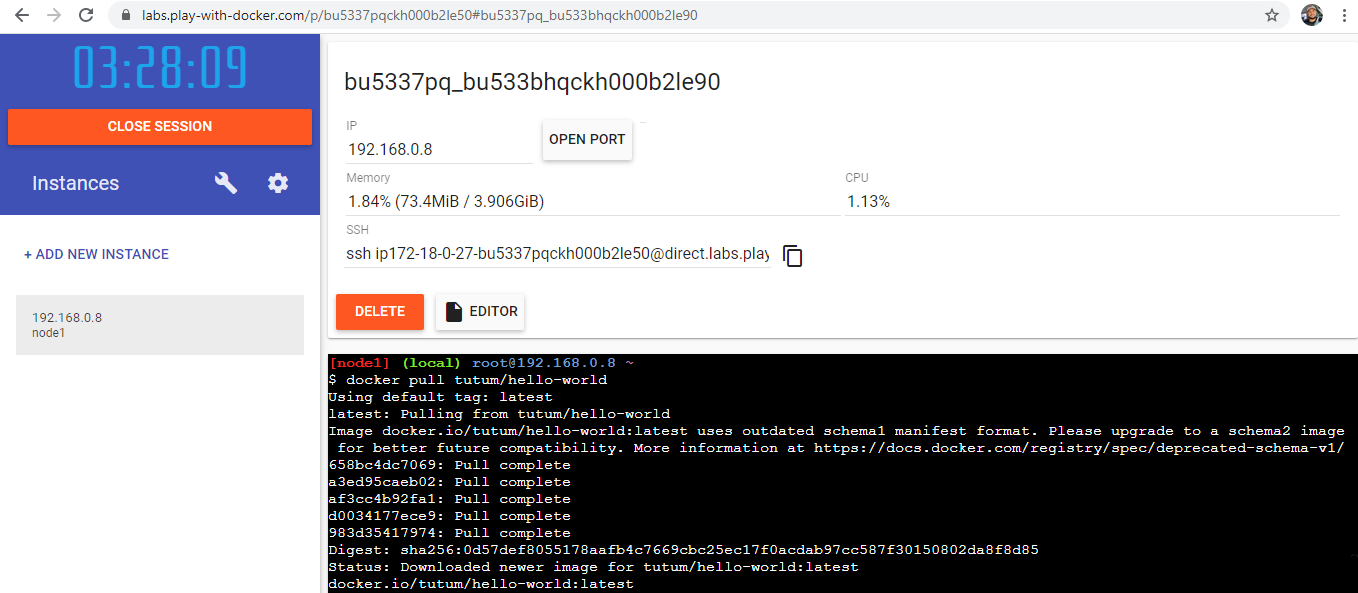 labs.play-with-docker.com/p/bu5337pqckh000b2le50#bu5337pq_bu533bhqckh000b2le90
03:28:09
CLOSE SESSION
Instances
+ ADD NEW INSTANCE
192.168.0.8
node1
bu5337pq_bu533bhqckh000b2le90
IP
192.168.0.8
OPEN PORT
Memory
1.84% (73.4MiB / 3.906GiB)
CPU
1.13%
SSH
ssh ip172-18-0-27-bu5337pqckh000b2le50@direct.labs.play
DELETE
EDITOR
[node1] (local) root@192.168.0.8 ~
$ docker pull tutum/hello-world
Using default tag: latest
latest: Pulling from tutum/hello-world
Image docker.io/tutum/hello-world:latest uses outdated schema1 manifest format. Please upgrade to a schema2 image
for better future compatibility. More information at https://docs.docker.com/registry/spec/deprecated-schema-v1/
658bc4dc7069: Pull complete
a3ed95caeb02: Pull complete
af3cc4b92fa1: Pull complete
d0034177ece9: Pull complete
983d35417974: Pull complete
Digest: sha256:0d57def8055178aafb4c7669cbc25ec17f0acdab97cc587f30150802da8f8d85
Status: Downloaded newer image for tutum/hello-world:latest
docker.io/tutum/hello-world:latest